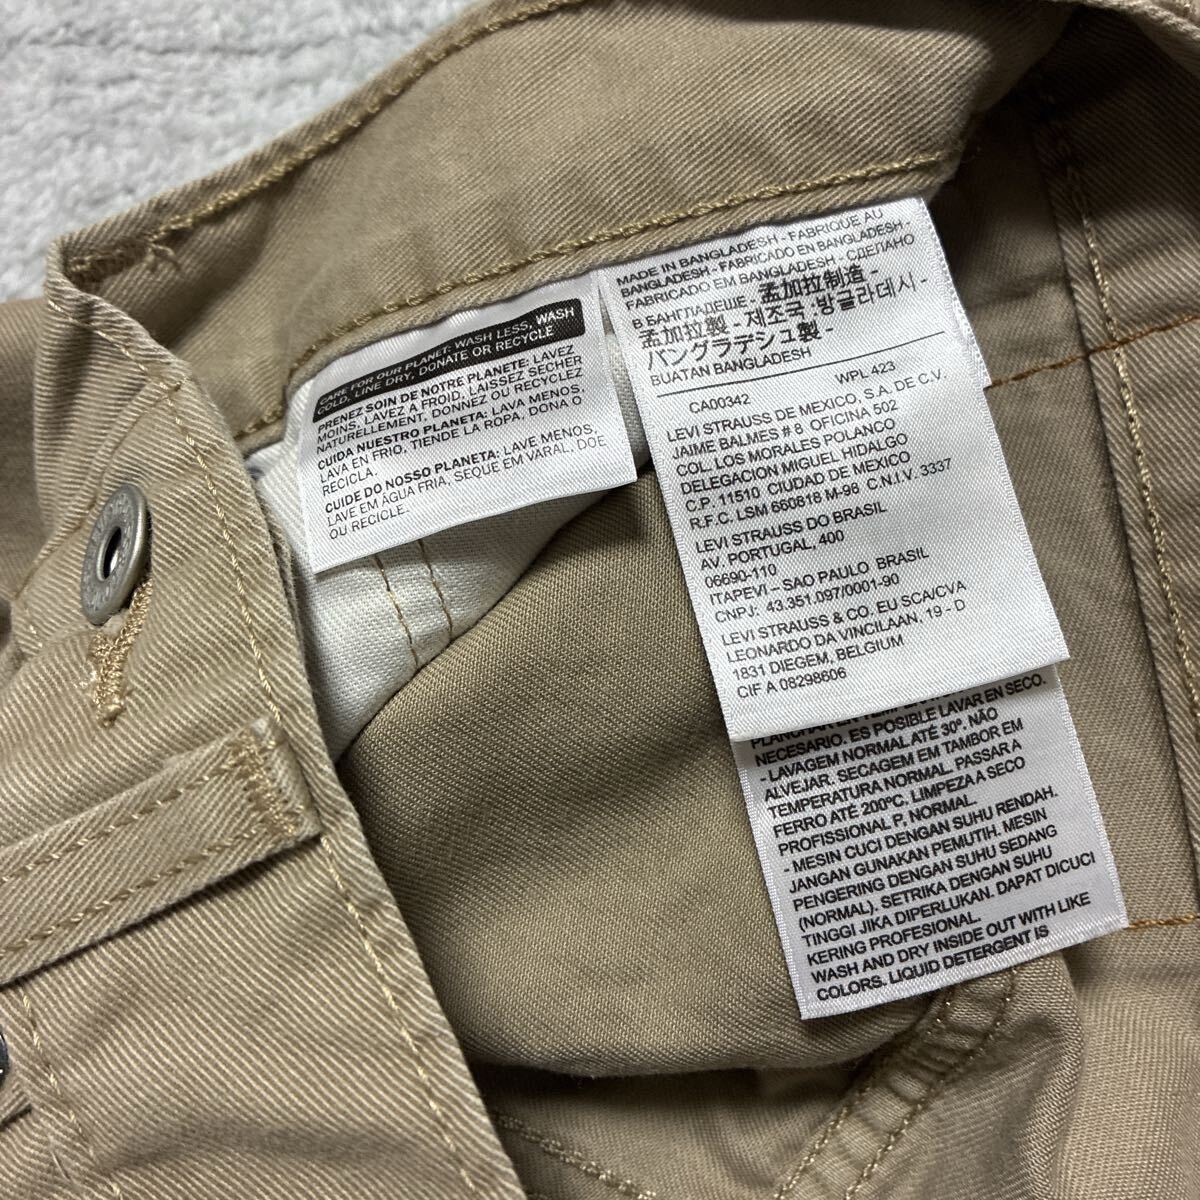 CARE FOR OUR PLANET: WASH LESS, WASH
COLD, LINE DRY, DONATE OR RECYCLE
PRENEZ SOIN DE NOTRE PLANETE: LAVEZ
MOINS, LAVEZ A FROID, LAISSEZ SECHER
NATURELLEMENT, DONNEZ OU RECYCLEZ
CUIDA NUESTRO PLANETA: LAVA MENOS,
LAVA EN FRIO, TIENDE LA ROPA, DONA O
RECICLA.
CUIDE DO NOSSO PLANETA: LAVE MENOS,
LAVE EM ÁGUA FRIA, SEQUE EM VARAL, DOE
OU RECICLE.
MADE IN BANGLADESH - FABRIQUE AU
BANGLADESH - FABRICADO EN BANGLADESH -
FABRICADO EM BANGLADESH - СДЕЛАНО
В БАНГЛАДЕШЕ - 孟加拉制造 -
孟加拉製 - 제조국 :방글라데시 -
バングラデシュ製 -
BUATAN BANGLADESH
WPL 423
CA00342
LEVI STRAUSS DE MEXICO, S.A. DE C.V.
JAIME BALMES # 8 OFICINA 502
COL. LOS MORALES POLANCO
DELEGACION MIGUEL HIDALGO
C.P. 11510 CIUDAD DE MEXICO
R.F.C. LSM 660818 M-96 C.N.I.V. 3337
LEVI STRAUSS DO BRASIL
AV. PORTUGAL, 400
06690-110
ITAPEVI – SAO PAULO BRASIL
CNPJ: 43.351.097/0001-90
LEVI STRAUSS & CO. EU SCA/CVA
LEONARDO DA VINCILAAN, 19 - D
1831 DIEGEM, BELGIUM
CIF A 08298606
PLANCHAR EN
NECESARIO. ES POSIBLE LAVAR EN SECO.
- LAVAGEM NORMAL ATÉ 30º. NÃO
ALVEJAR. SECAGEM EM TAMBOR EM
TEMPERATURA NORMAL. PASSAR A
FERRO ATÉ 200ºC. LIMPEZA A SECO
PROFISSIONAL P, NORMAL.
- MESIN CUCI DENGAN SUHU RENDAH.
JANGAN GUNAKAN PEMUTIH. MESIN
PENGERING DENGAN SUHU SEDANG
(NORMAL). SETRIKA DENGAN SUHU
TINGGI JIKA DIPERLUKAN. DAPAT DICUCI
KERING PROFESIONAL.
WASH AND DRY INSIDE OUT WITH LIKE
COLORS. LIQUID DETERGENT IS